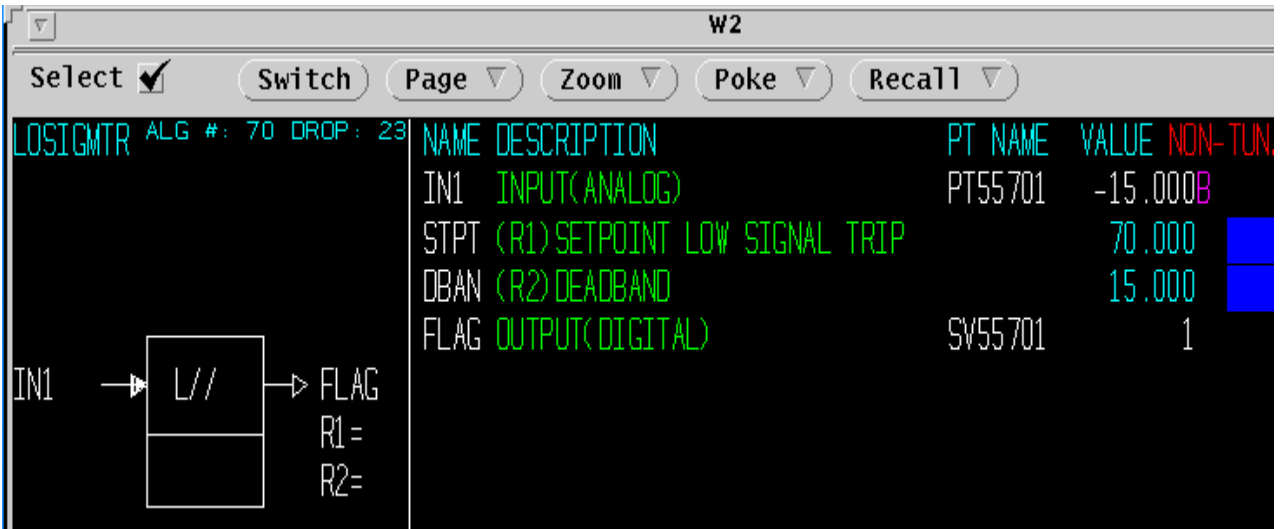 W2
Select Switch Page Zoom Poke Recall
LOSIGMTR ALG #: 70 DROP: 23
NAME DESCRIPTION PT NAME VALUE NON-TUN
IN1 INPUT(ANALOG) PT55701 -15.000B
STPT (R1)SETPOINT LOW SIGNAL TRIP 70.000
DBAN (R2)DEADBAND 15.000
FLAG OUTPUT(DIGITAL) SV55701 1
IN1 L// FLAG
R1=
R2=